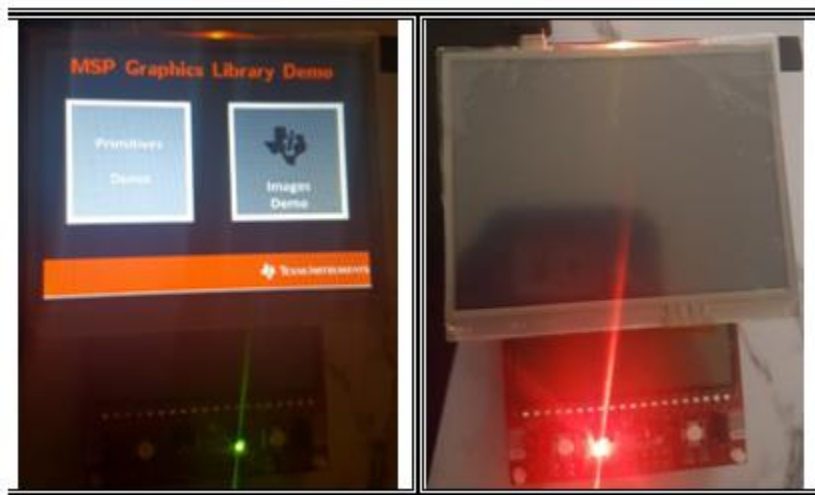 MSP Graphics Library Demo
Primitives
Demo
Images
Demo
TEXAS INSTRUMENTS